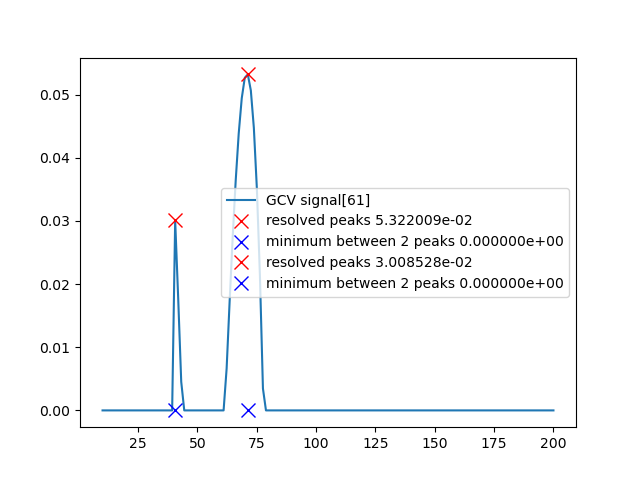 0.05
0.04
0.03
0.02
0.01
0.00
GCV signal[61]
resolved peaks 5.322009e-02
minimum between 2 peaks 0.000000e+00
resolved peaks 3.008528e-02
minimum between 2 peaks 0.000000e+00
25 50 75 100 125 150 175 200